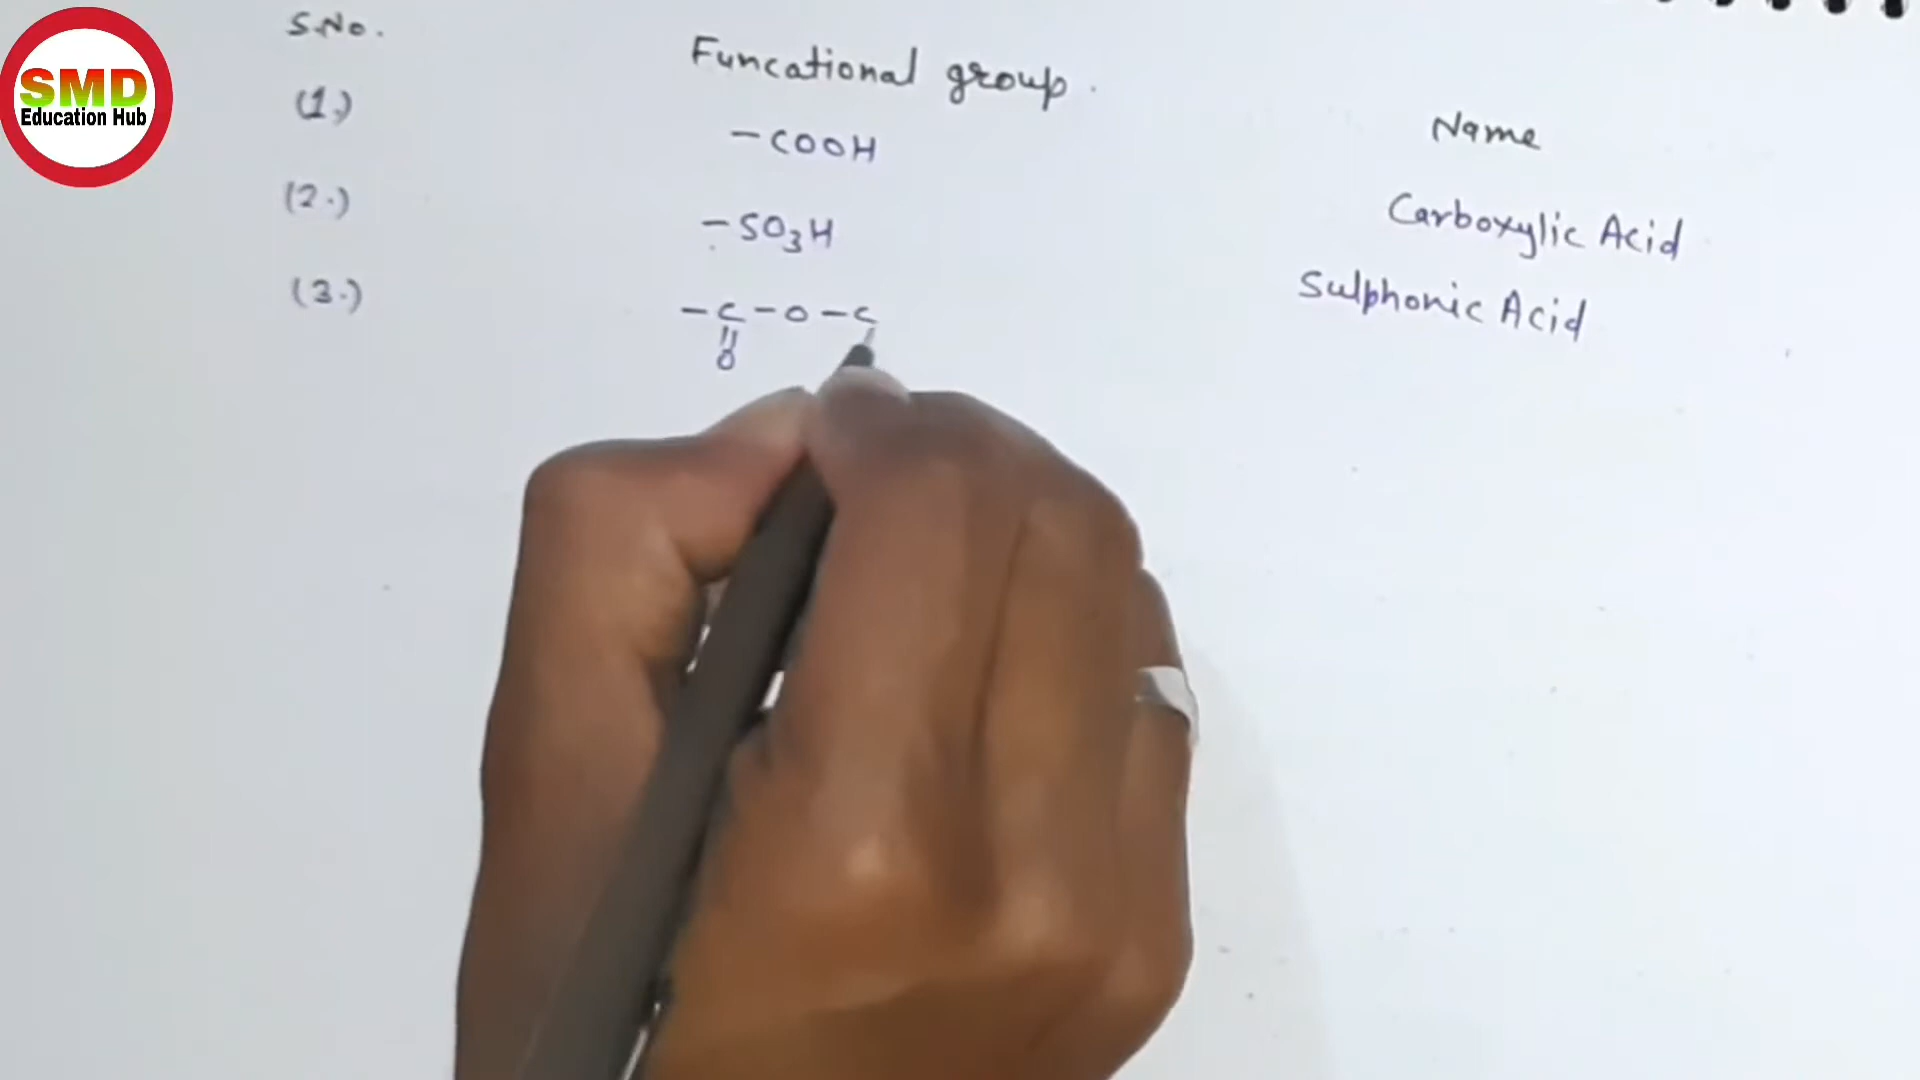 SMD
Education Hub
S.No. Funcational group. Name
(1.) -COOH Carboxylic Acid
(2.) -SO3H Sulphonic Acid
(3.) -C-O-C
||
O